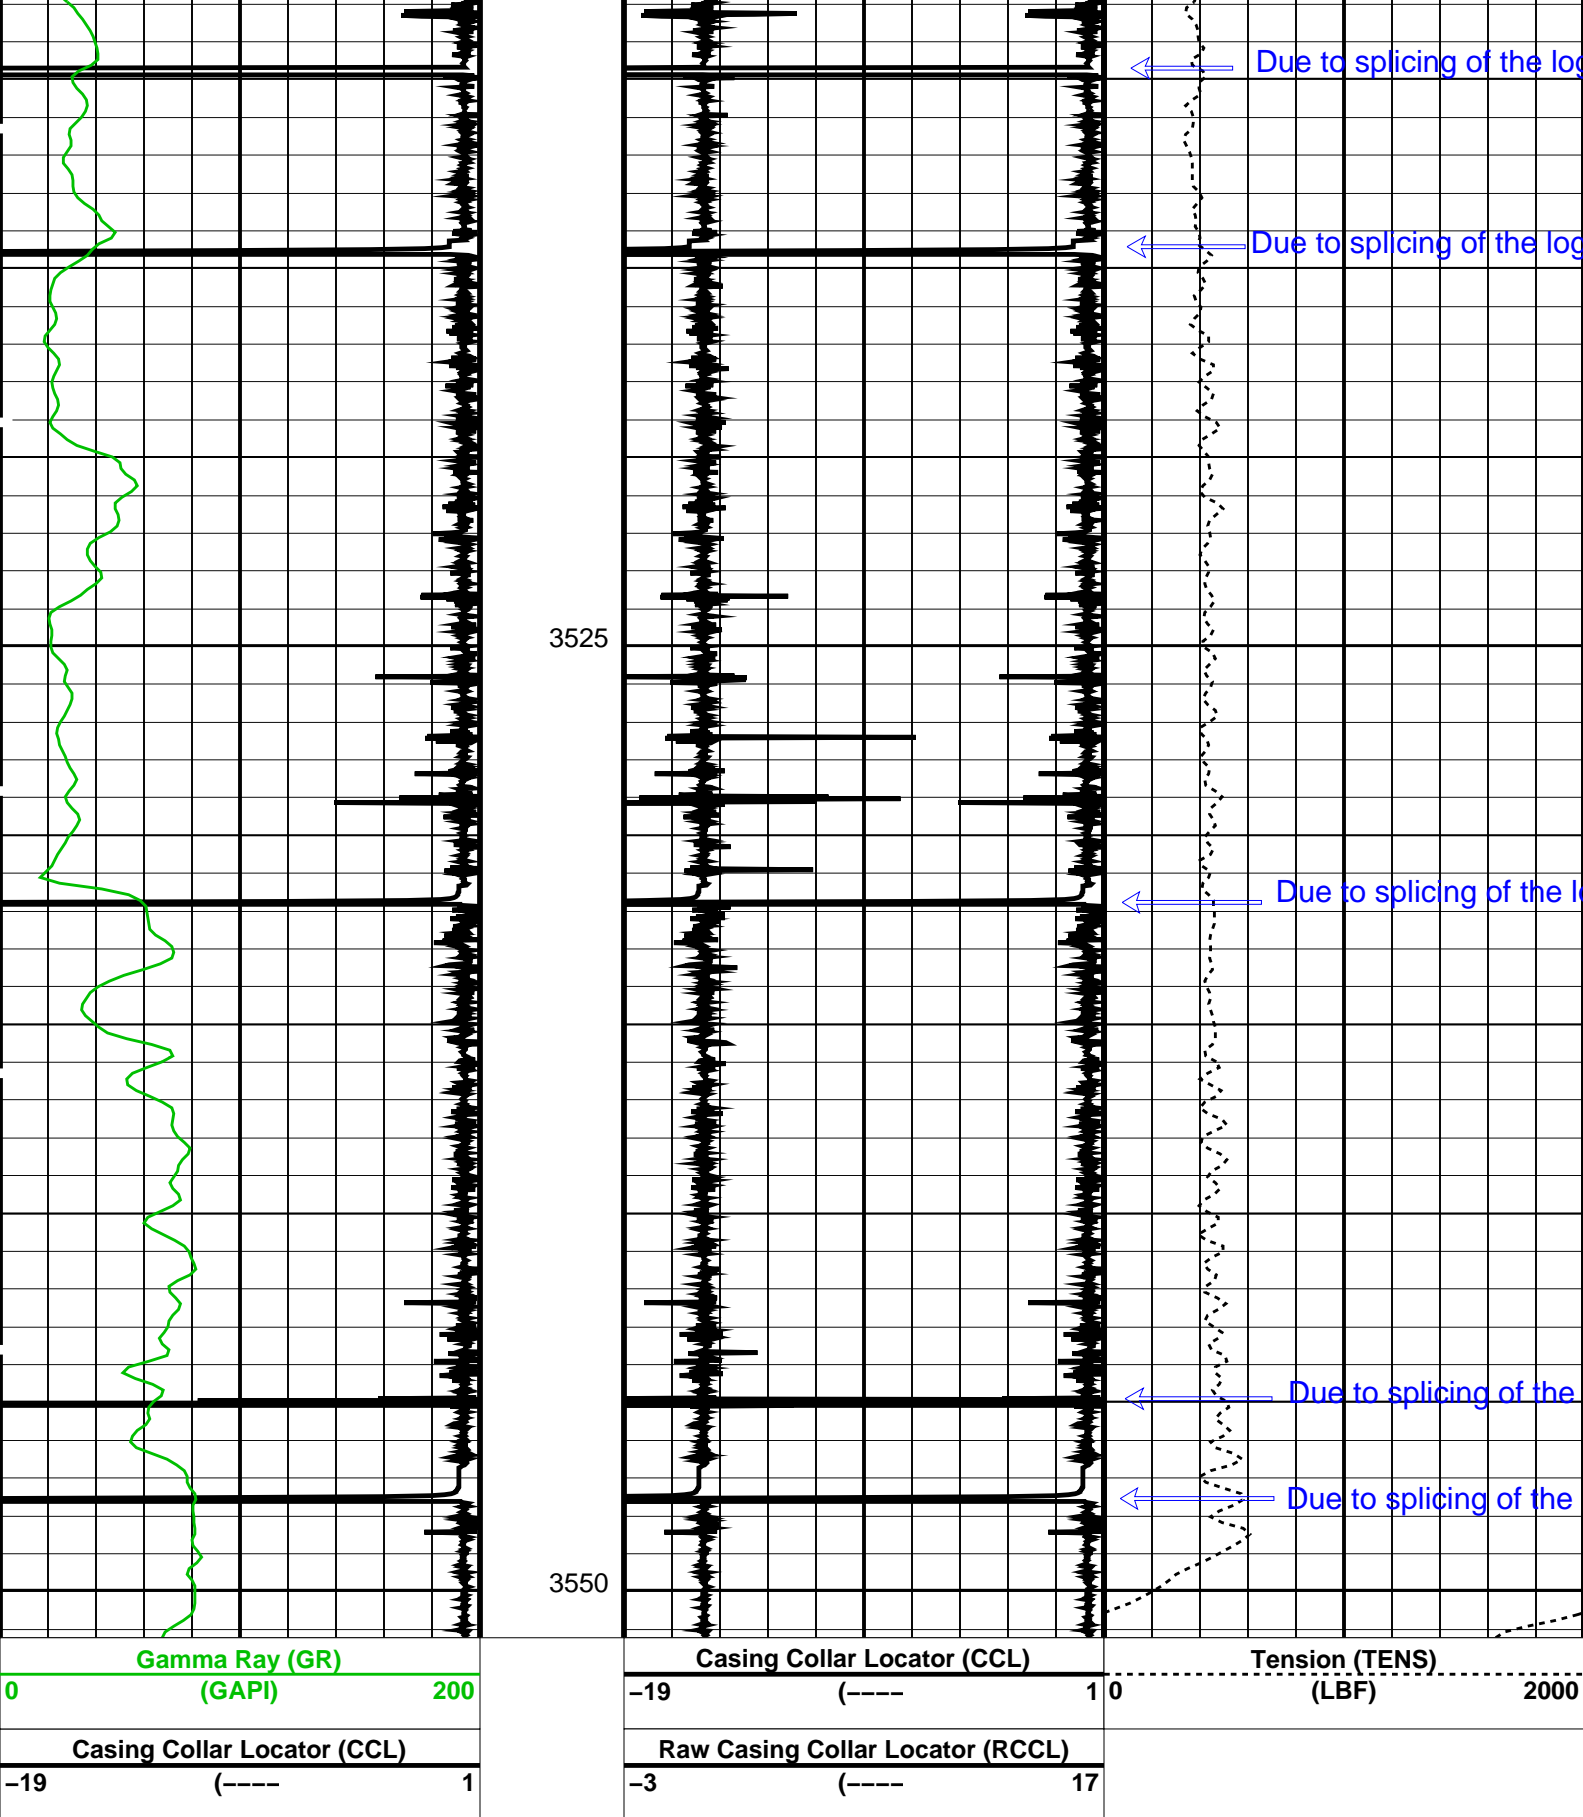 Due to splicing of the log
Due to splicing of the log
3525
Due to splicing of the l
Due to splicing of the
Due to splicing of the
3550
Gamma Ray (GR)
0 (GAPI) 200
Casing Collar Locator (CCL)
−19 (−−−− 1
Tension (TENS)
0 (LBF) 2000
Casing Collar Locator (CCL)
−19 (−−−− 1
Raw Casing Collar Locator (RCCL)
−3 (−−−− 17